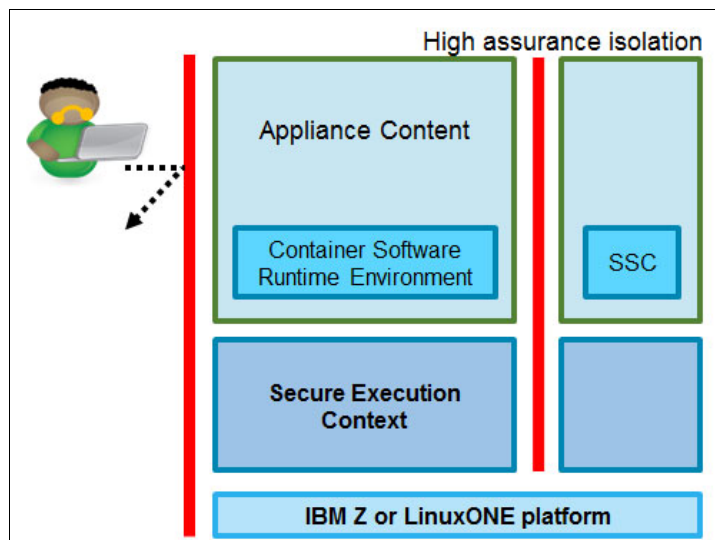 High assurance isolation
Appliance Content
Container Software
Runtime Environment
SSC
Secure Execution
Context
IBM Z or LinuxONE platform